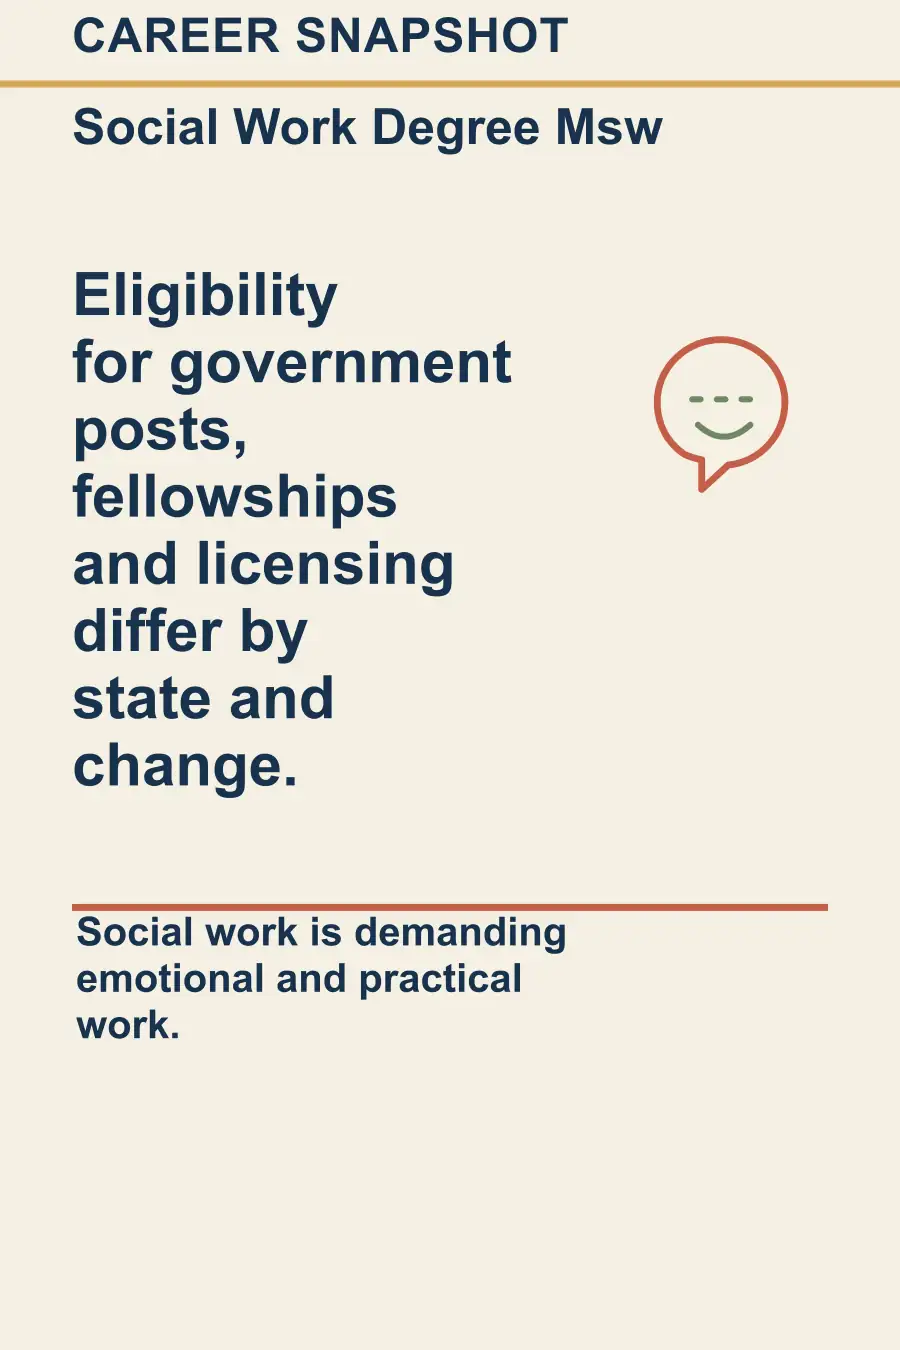 CAREER SNAPSHOT
Social Work Degree Msw
Eligibility
for government
posts,
fellowships
and licensing
differ by
state and
change.
Social work is demanding
emotional and practical
work.